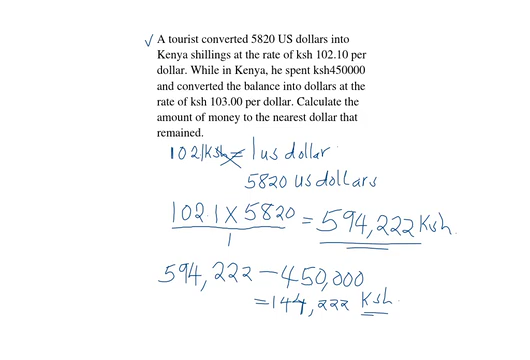 √ A tourist converted 5820 US dollars into
Kenya shillings at the rate of ksh 102.10 per
dollar. While in Kenya, he spent ksh450000
and converted the balance into dollars at the
rate of ksh 103.00 per dollar. Calculate the
amount of money to the nearest dollar that
remained.
102.1Ksh = 1 us dollar
5820 us dollars
102.1 x 5820 = 594,222 Ksh.
1
594,222 - 450,000
= 144,222 Ksh.